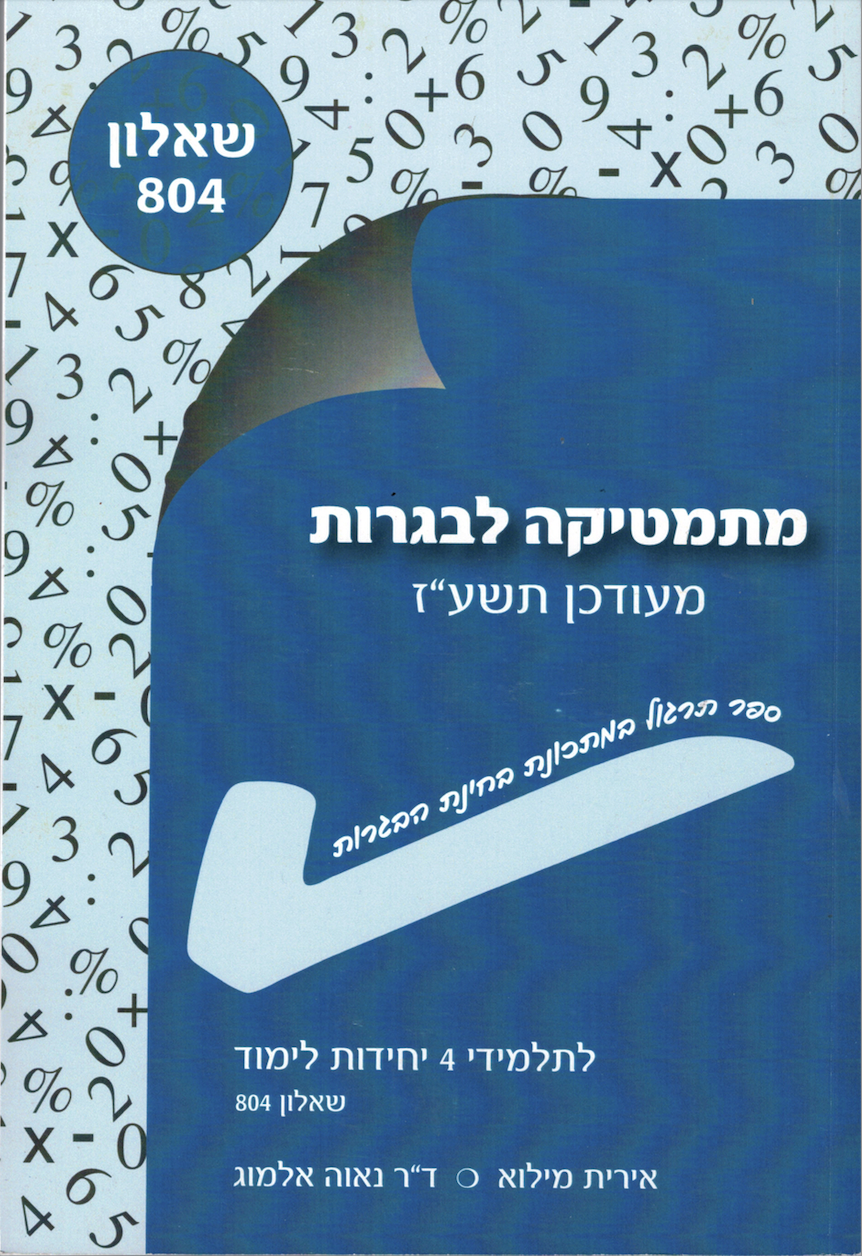 שאלון
804
מתמטיקה לבגרות
מעודכן תשע"ז
ספר תרגול במתכונת בחינת הבגרות
לתלמידי 4 יחידות לימוד
שאלון 804
אירית מילוא ○ ד"ר נאוה אלמוג